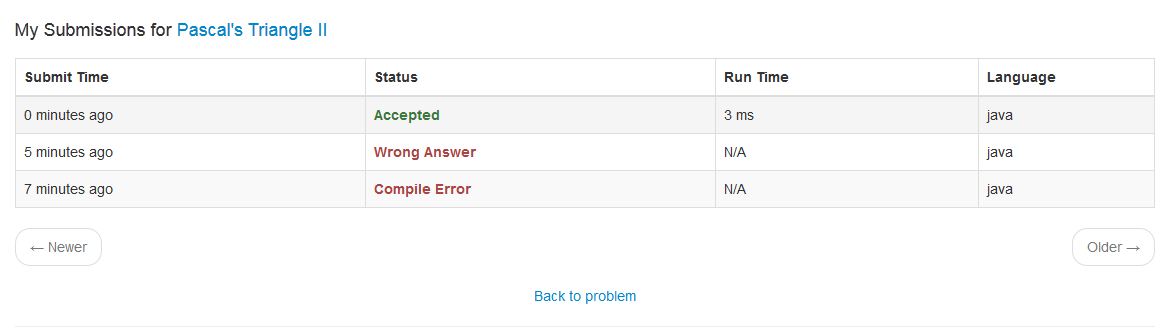 My Submissions for Pascal's Triangle II
Submit Time Status Run Time Language
0 minutes ago Accepted 3 ms java
5 minutes ago Wrong Answer N/A java
7 minutes ago Compile Error N/A java
← Newer Older →
Back to problem